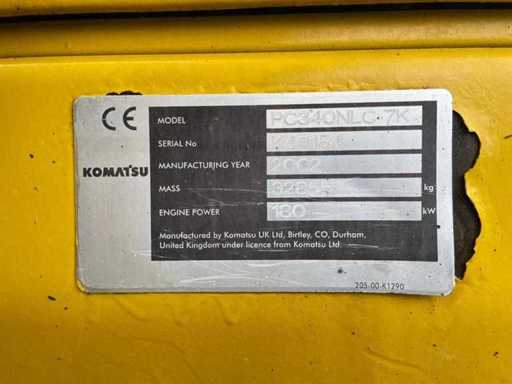 CE
MODEL PC340NLC-7K
SERIAL No
KOMATSU
MANUFACTURING YEAR 2002
MASS kg
ENGINE POWER 180 kW
Manufactured by Komatsu UK Ltd, Birtley, CO, Durham,
United Kingdom under licence from Komatsu Ltd.
205-00-K1290